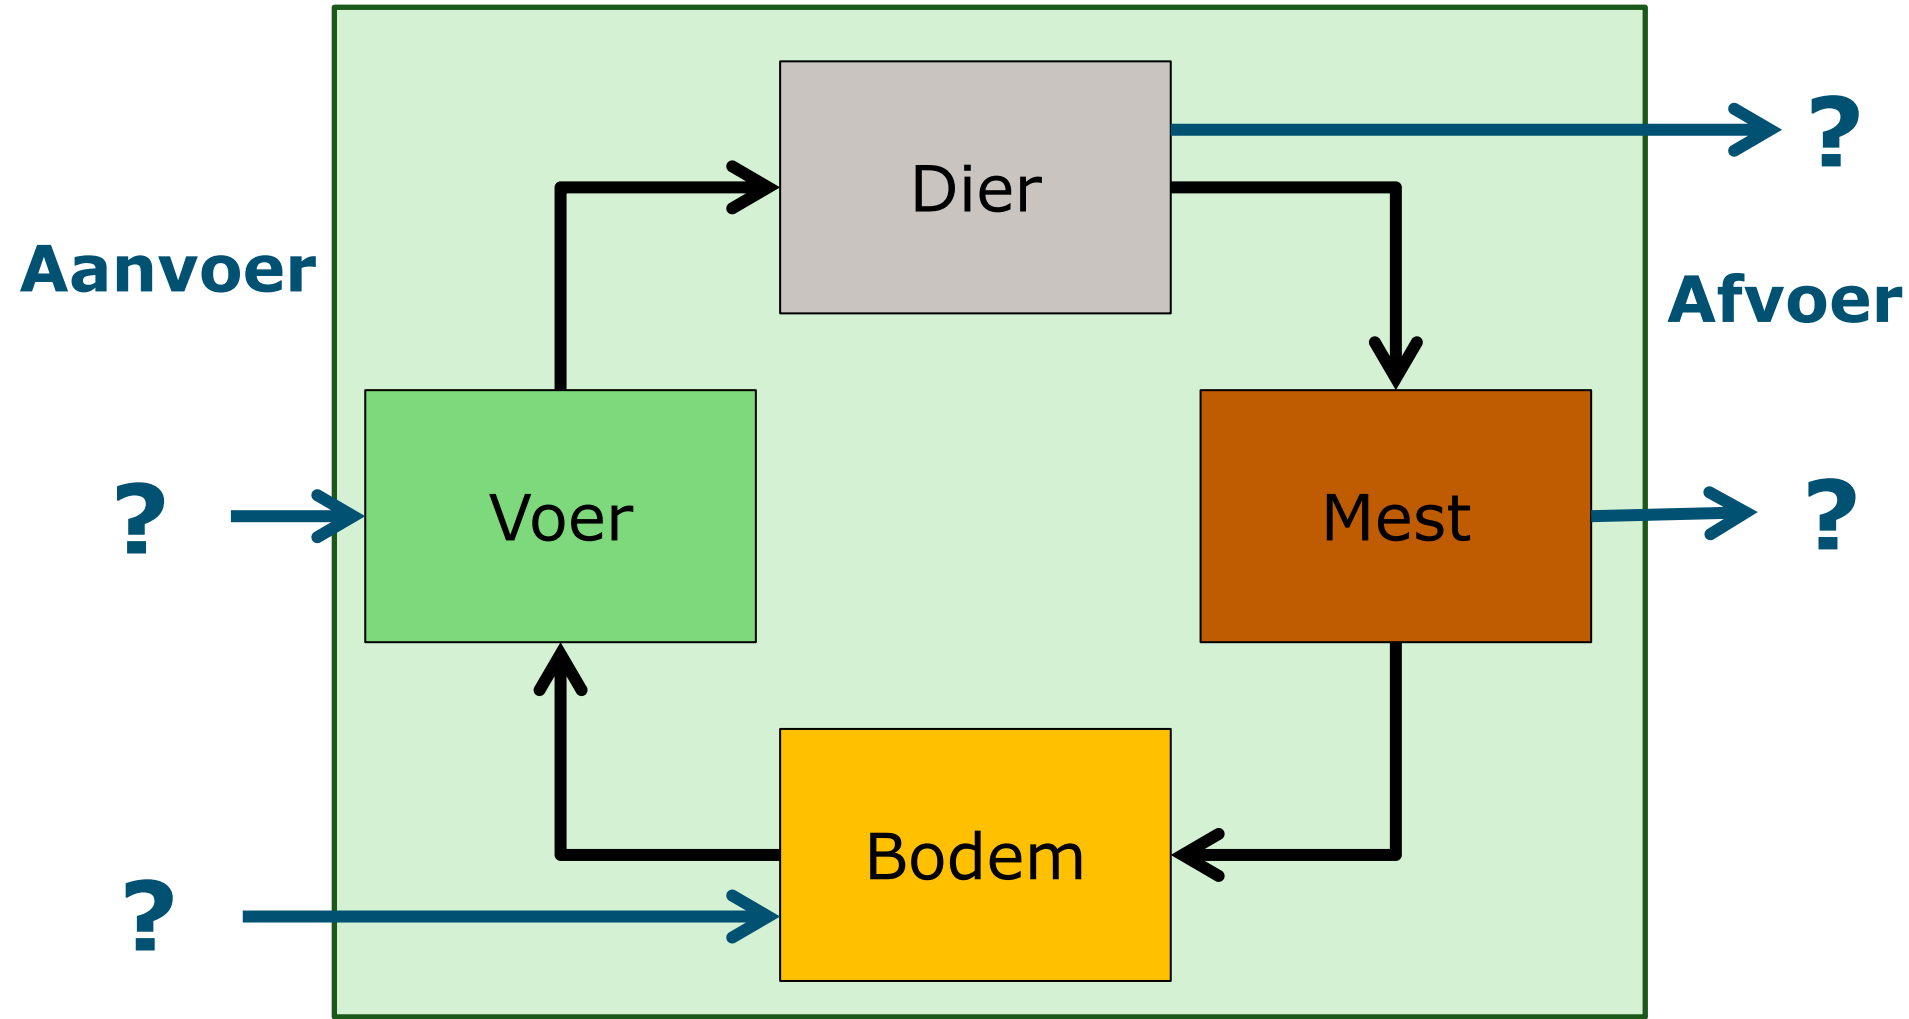 ?
Dier
Aanvoer
Afvoer
?
Voer
Mest
?
?
Bodem